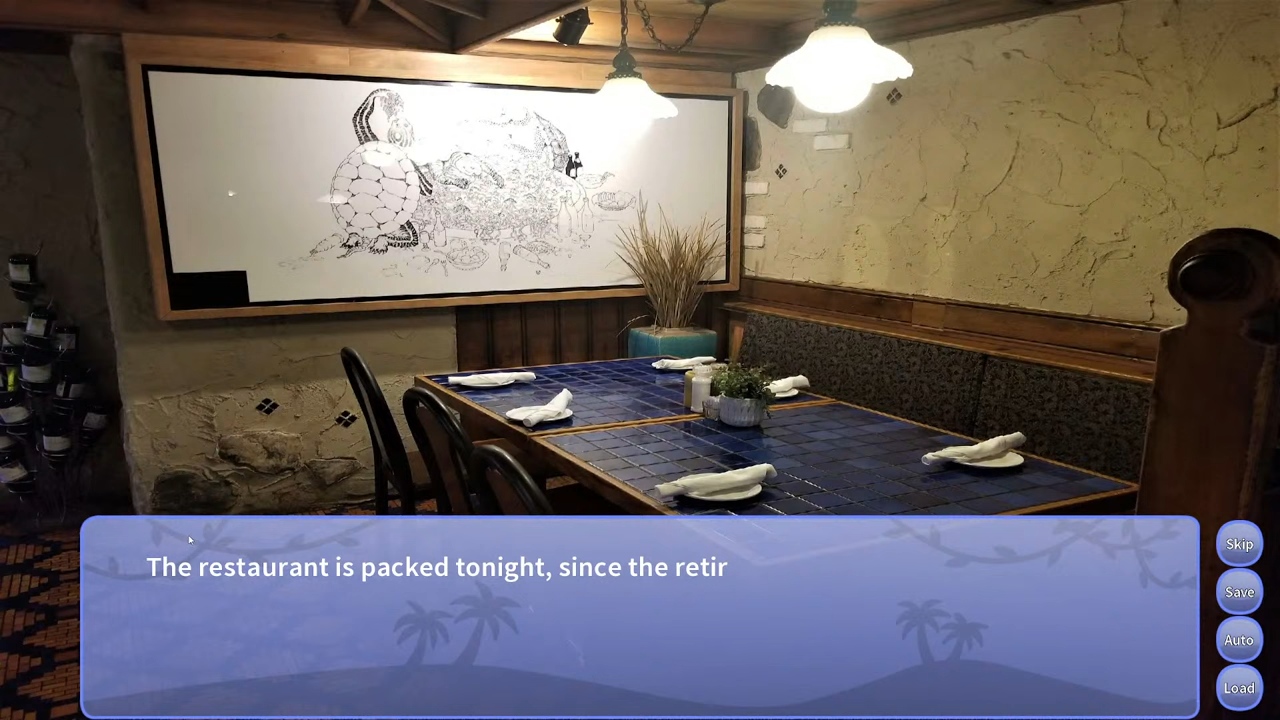 The restaurant is packed tonight, since the retir
Skip
Save
Auto
Load